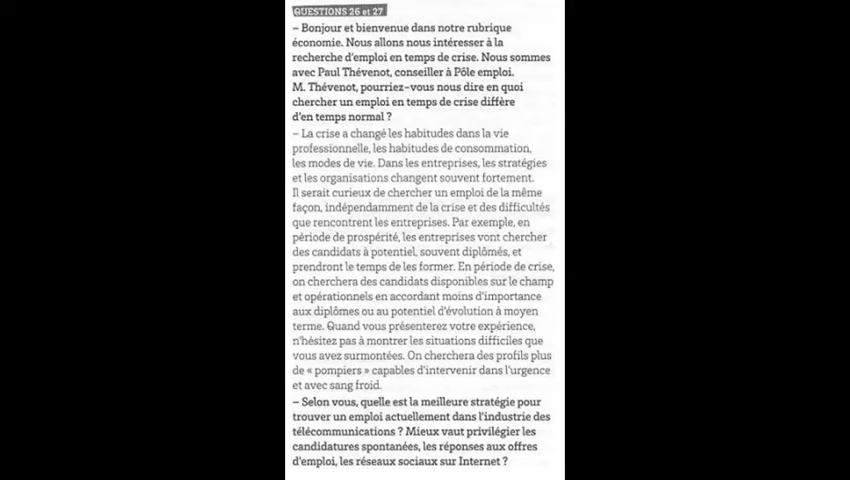 QUESTIONS 26 et 27
– Bonjour et bienvenue dans notre rubrique
économie. Nous allons nous intéresser à la
recherche d'emploi en temps de crise. Nous sommes
avec Paul Thévenot, conseiller à Pôle emploi.
M. Thévenot, pourriez-vous nous dire en quoi
chercher un emploi en temps de crise diffère
d'en temps normal ?
– La crise a changé les habitudes dans la vie
professionnelle, les habitudes de consommation,
les modes de vie. Dans les entreprises, les stratégies
et les organisations changent souvent fortement.
Il serait curieux de chercher un emploi de la même
façon, indépendamment de la crise et des difficultés
que rencontrent les entreprises. Par exemple, en
période de prospérité, les entreprises vont chercher
des candidats à potentiel, souvent diplômés, et
prendront le temps de les former. En période de crise,
on cherchera des candidats disponibles sur le champ
et opérationnels en accordant moins d'importance
aux diplômes ou au potentiel d'évolution à moyen
terme. Quand vous présenterez votre expérience,
n'hésitez pas à montrer les situations difficiles que
vous avez surmontées. On cherchera des profils plus
de « pompiers » capables d'intervenir dans l'urgence
et avec sang froid.
– Selon vous, quelle est la meilleure stratégie pour
trouver un emploi actuellement dans l'industrie des
télécommunications ? Mieux vaut privilégier les
candidatures spontanées, les réponses aux offres
d'emploi, les réseaux sociaux sur Internet ?